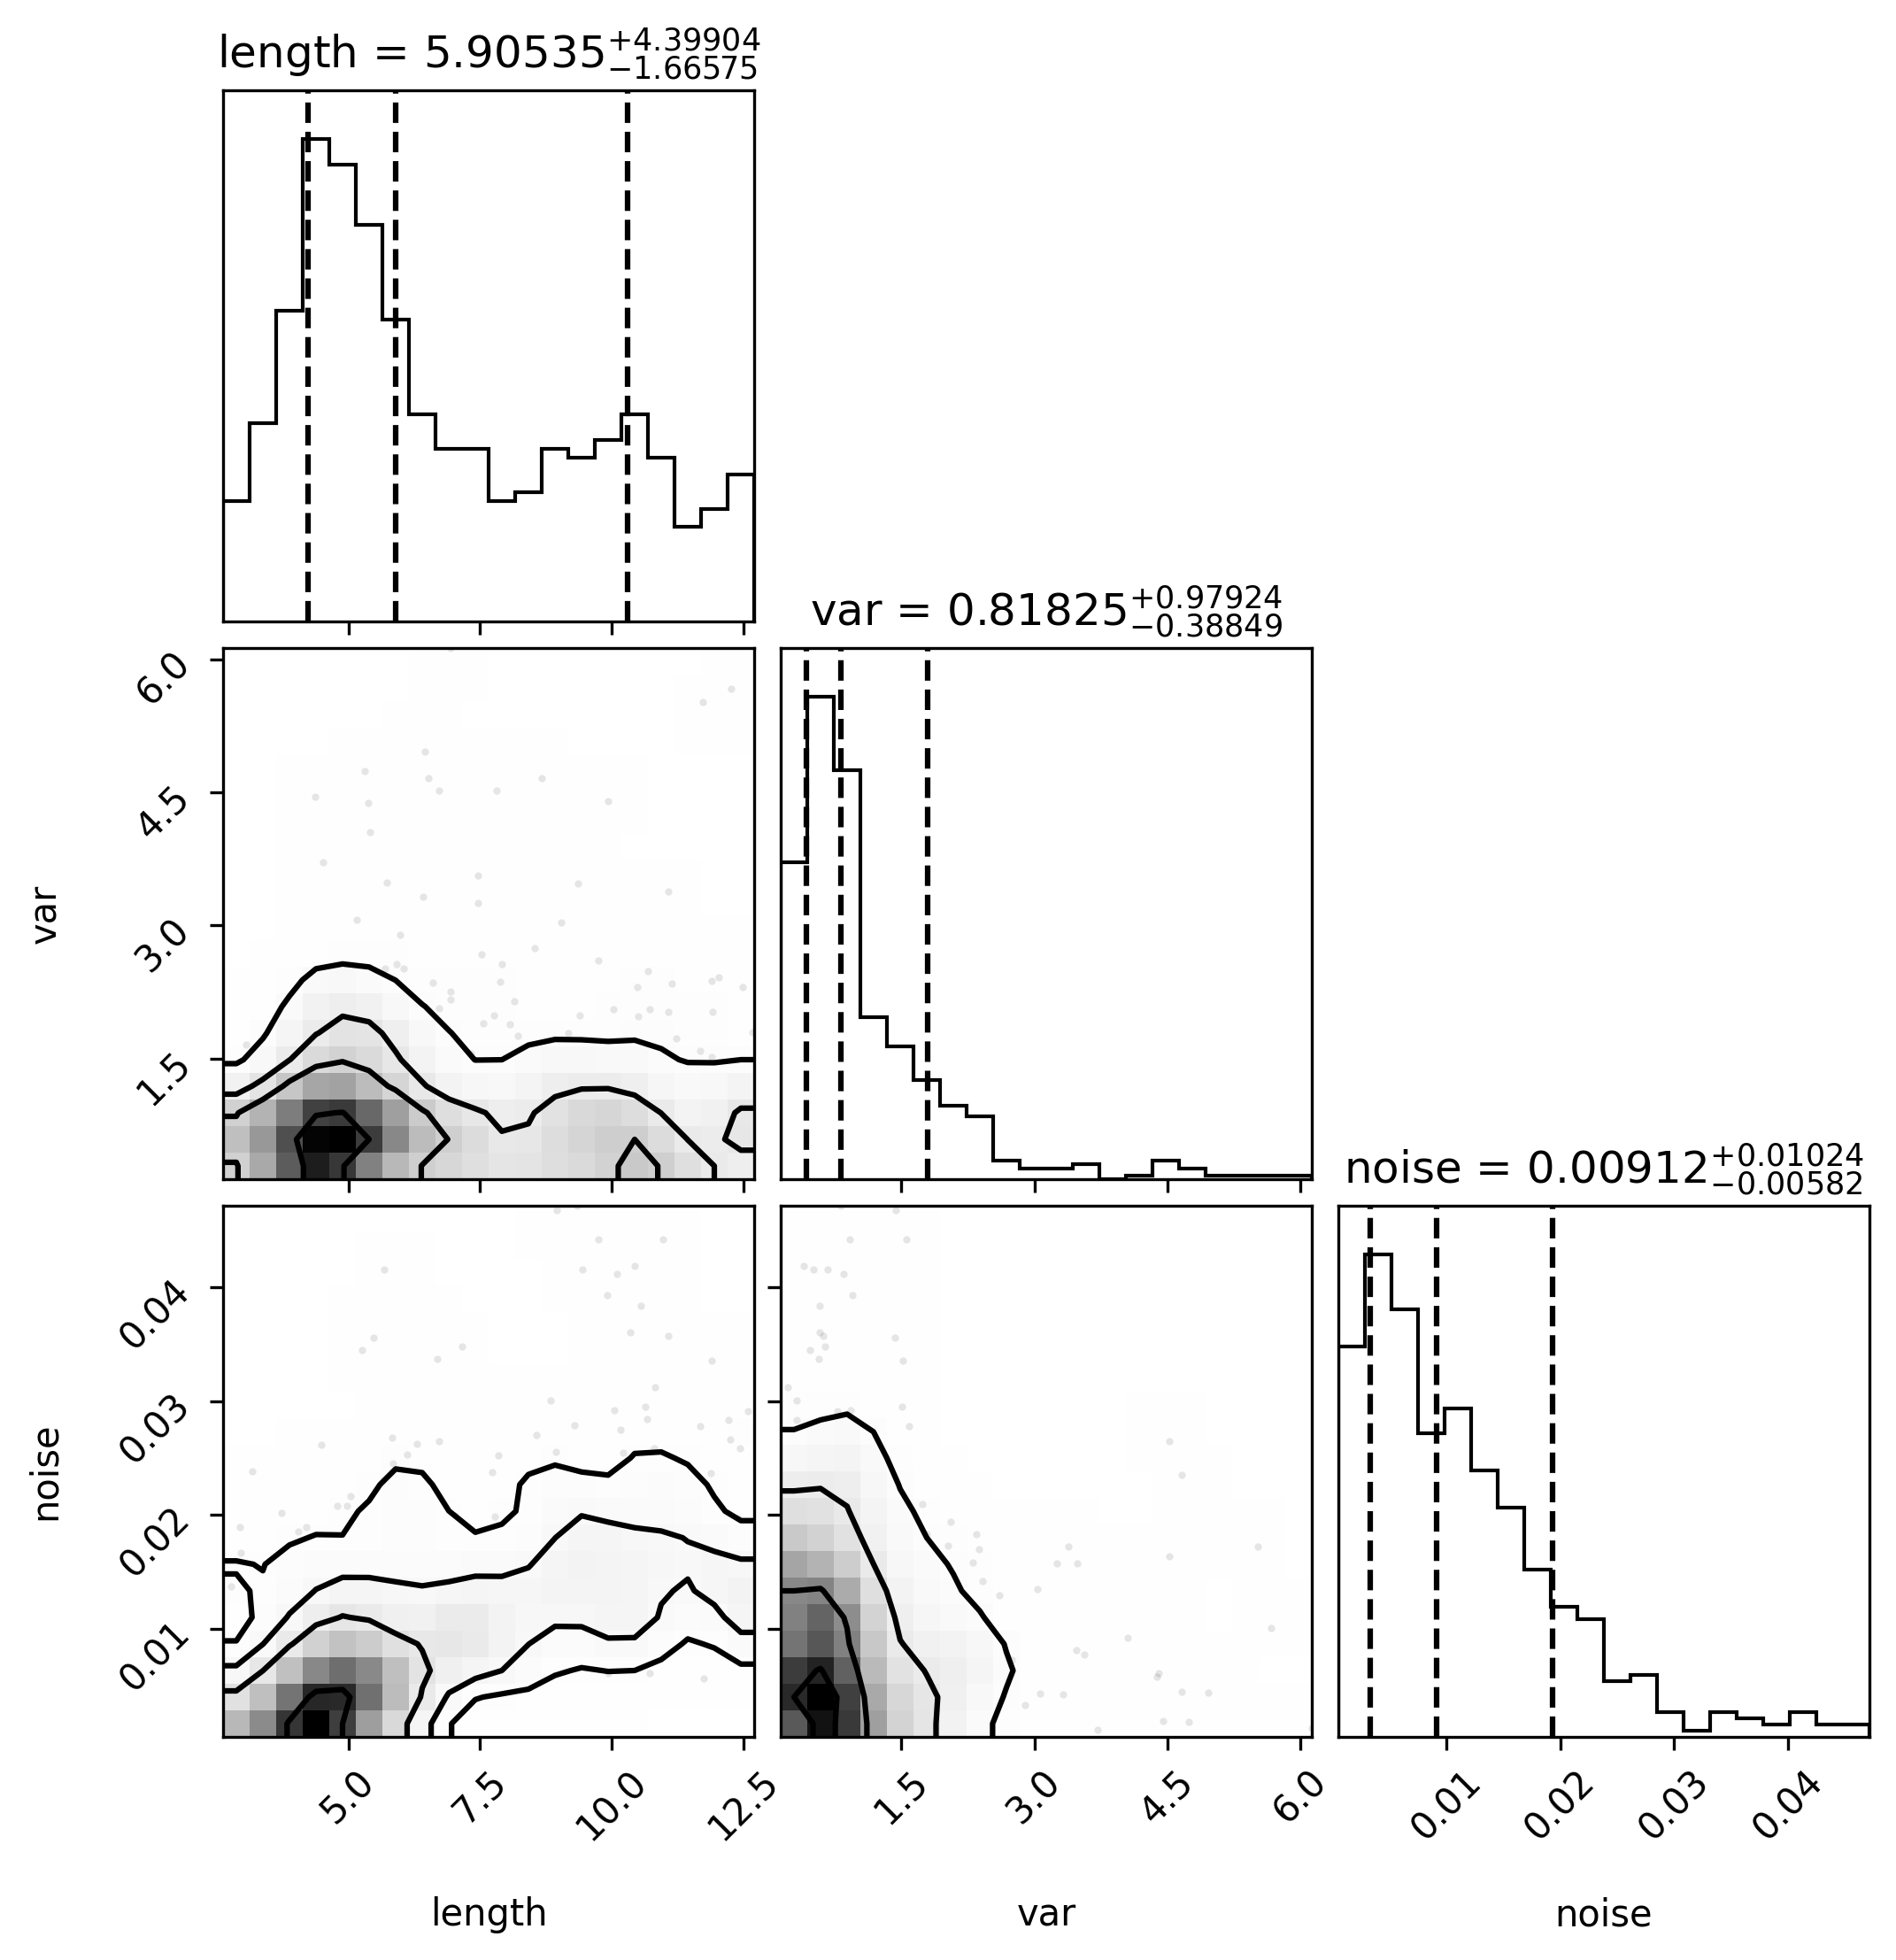 length = 5.90535 +4.39904 −1.66575
var = 0.81825 +0.97924 −0.38849
6.0
4.5
3.0
1.5
var
noise = 0.00912 +0.01024 −0.00582
0.04
0.03
0.02
0.01
noise
5.0 7.5 10.0 12.5 1.5 3.0 4.5 6.0 0.01 0.02 0.03 0.04
length var noise